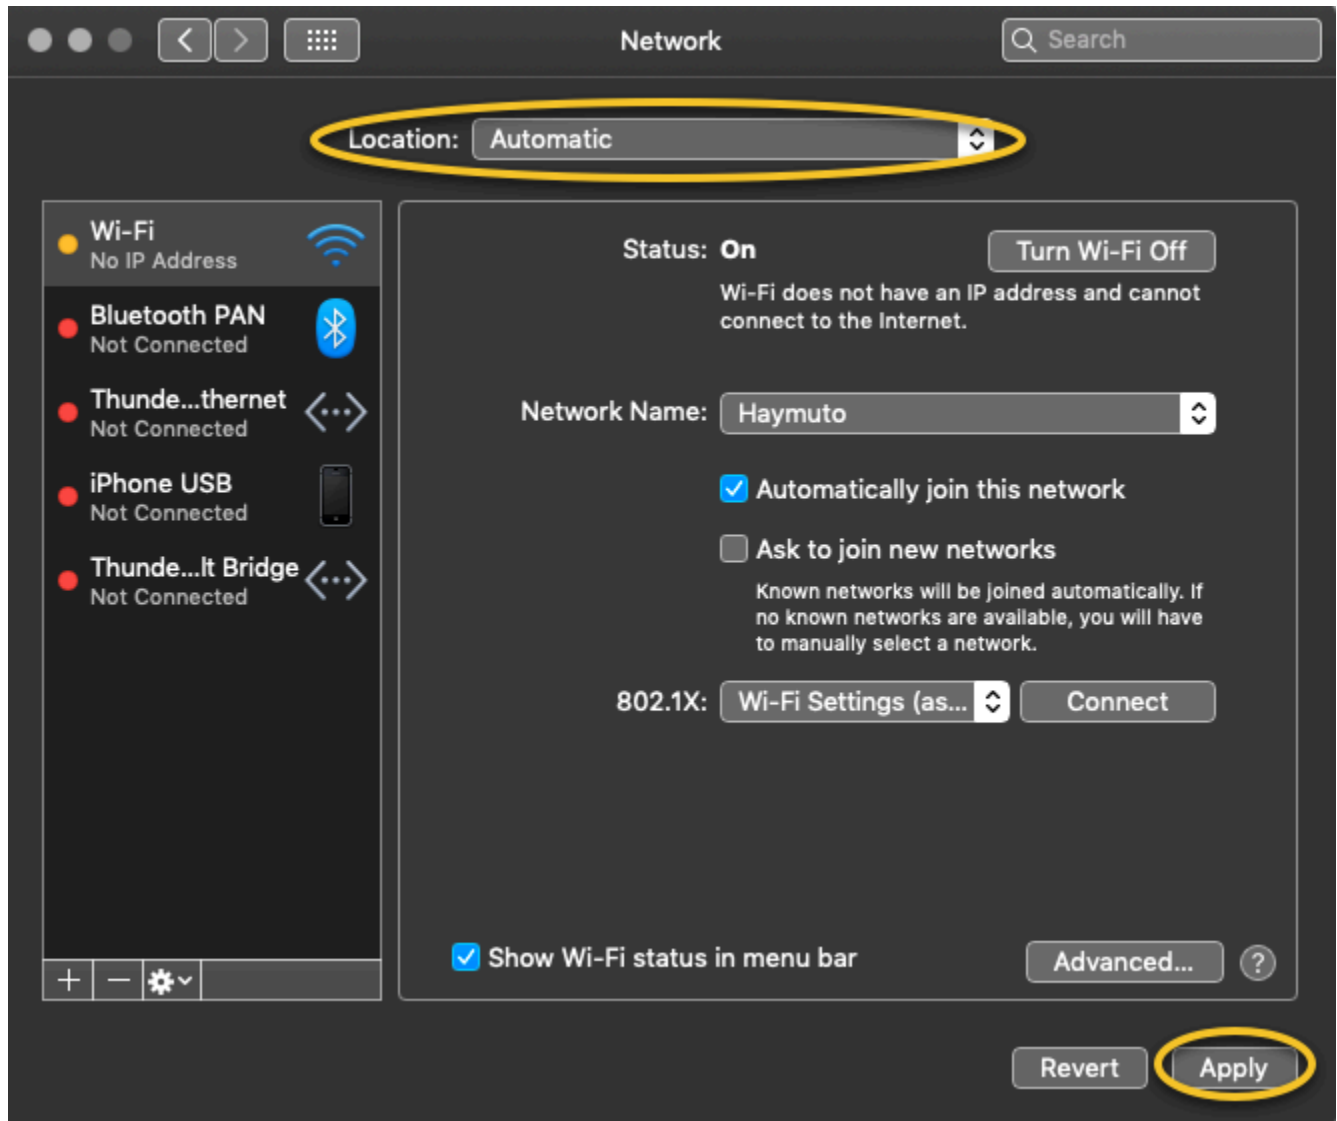 Network
Search
Location: Automatic
Wi-Fi
No IP Address
Bluetooth PAN
Not Connected
Thunde...thernet
Not Connected
iPhone USB
Not Connected
Thunde...lt Bridge
Not Connected
Status: On
Turn Wi-Fi Off
Wi-Fi does not have an IP address and cannot
connect to the Internet.
Network Name: Haymuto
Automatically join this network
Ask to join new networks
Known networks will be joined automatically. If
no known networks are available, you will have
to manually select a network.
802.1X: Wi-Fi Settings (as... Connect
Show Wi-Fi status in menu bar
Advanced... ?
Revert Apply